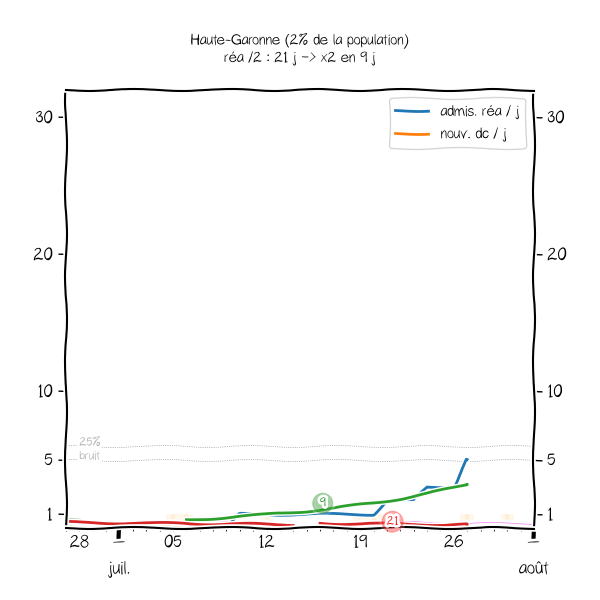 Haute-Garonne (2% de la population)
réa /2 : 21 j -> x2 en 9 j
admis. réa / j
nouv. dc / j
30
30
20
20
10
10
25%
bruit
5
5
9
21
1
1
28
05
12
19
26
juil.
août